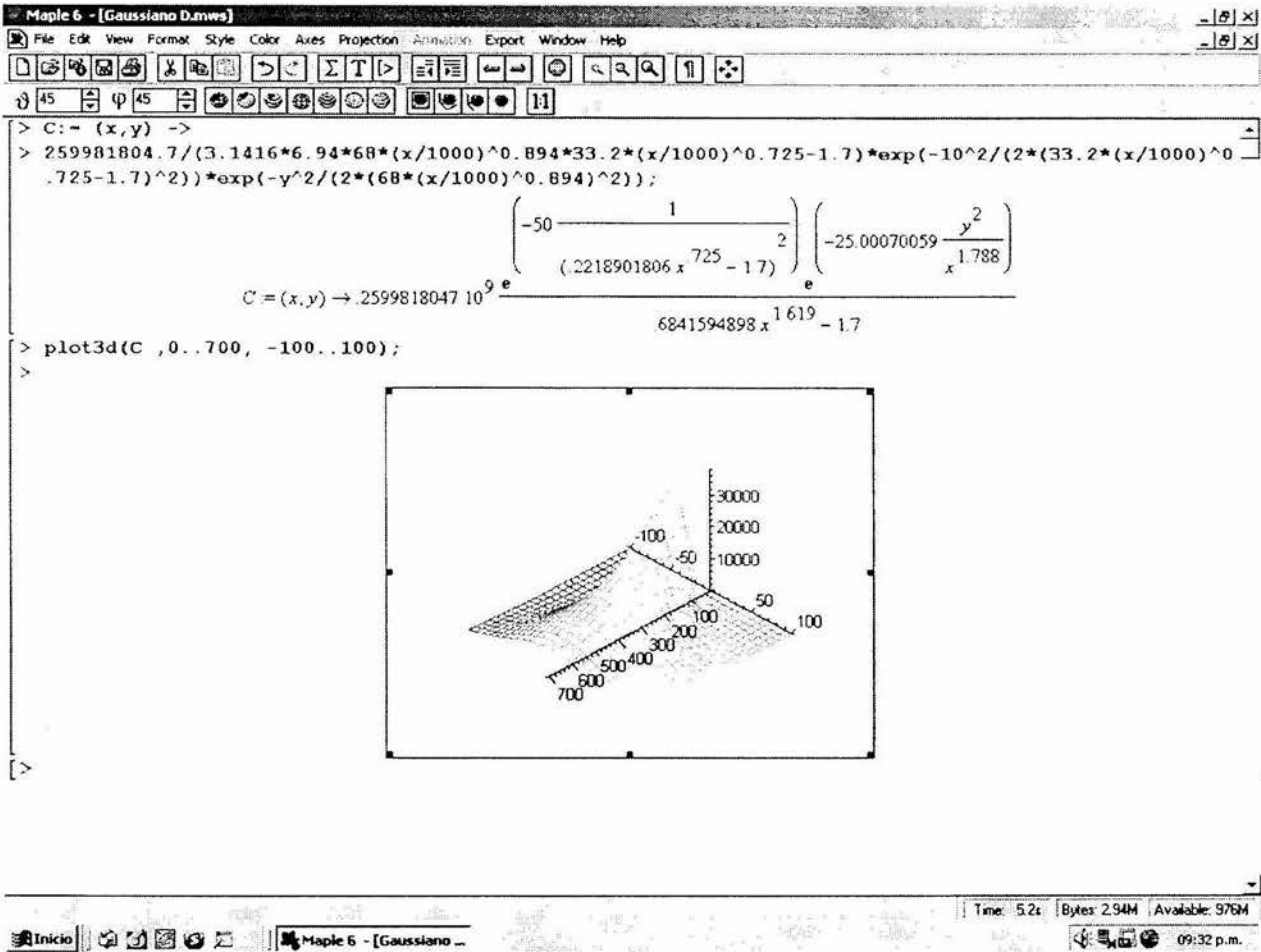 Maple 6 - [Gaussiano D.mws]
File Edit View Format Style Color Axes Projection Animation Export Window Help
ϑ 45 φ 45 1:1
> C:= (x,y) ->
> 259981804.7/(3.1416*6.94*68*(x/1000)^0.894*33.2*(x/1000)^0.725-1.7)*exp(-10^2/(2*(33.2*(x/1000)^0
.725-1.7)^2))*exp(-y^2/(2*(68*(x/1000)^0.894)^2));
C := (x, y) → .2599818047 10^9 e^(-50 1/(.2218901806 x^.725 - 1.7)^2) e^(-25.00070059 y^2/x^1.788) / (.6841594898 x^1.619 - 1.7)
> plot3d(C ,0..700, -100..100);
>
30000
20000
10000
-100
-50
50
100
100
200
300
400
500
600
700
[>
Time: 5.2s Bytes: 2.94M Available: 976M
Inicio Maple 6 - [Gaussiano ... 09:32 p.m.